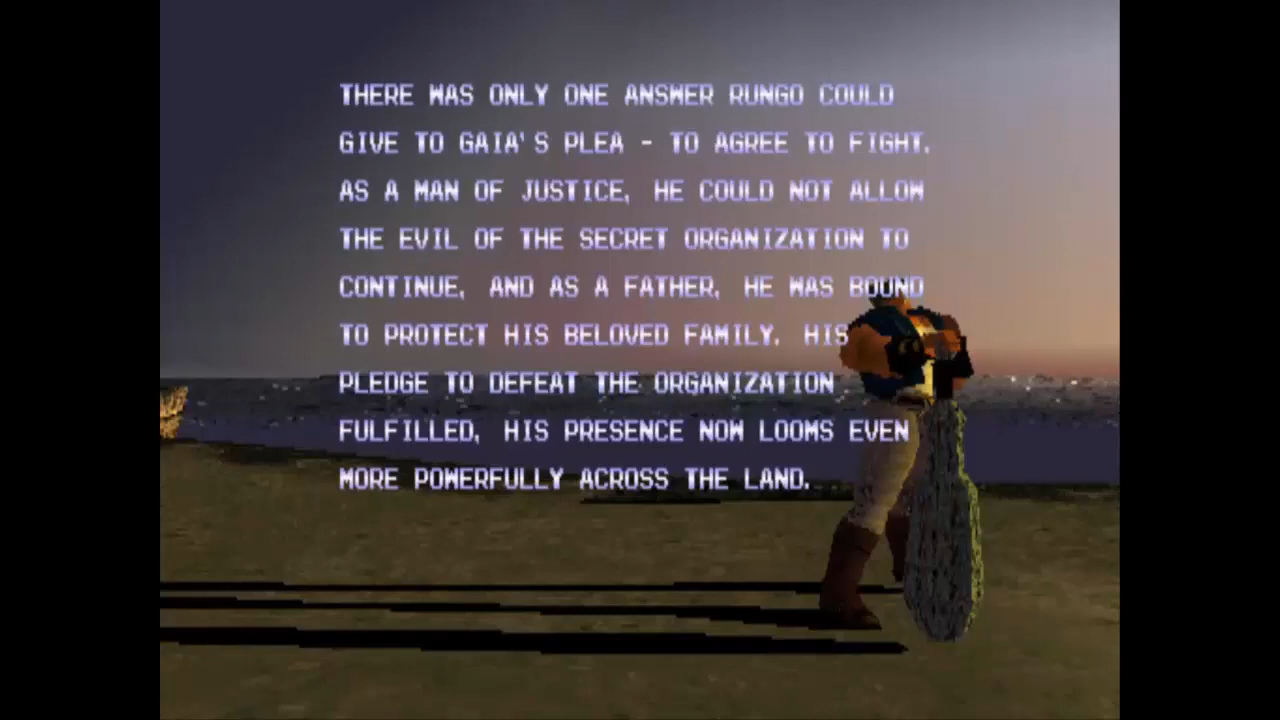 THERE WAS ONLY ONE ANSWER RUNGO COULD
GIVE TO GAIA'S PLEA - TO AGREE TO FIGHT.
AS A MAN OF JUSTICE, HE COULD NOT ALLOW
THE EVIL OF THE SECRET ORGANIZATION TO
CONTINUE, AND AS A FATHER, HE WAS BOUND
TO PROTECT HIS BELOVED FAMILY. HIS
PLEDGE TO DEFEAT THE ORGANIZATION
FULFILLED, HIS PRESENCE NOW LOOMS EVEN
MORE POWERFULLY ACROSS THE LAND.